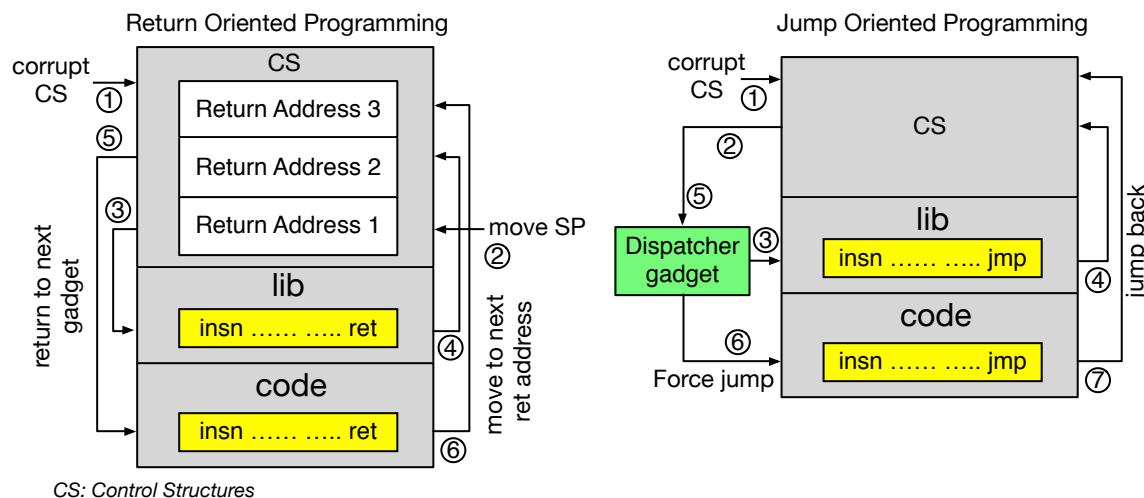 Return Oriented Programming
corrupt
CS
①
CS
Return Address 3
Return Address 2
Return Address 1
⑤
③
move SP
②
return to next
gadget
lib
insn …… ….. ret
④
move to next
ret address
code
insn …… ….. ret
⑥
CS: Control Structures
Jump Oriented Programming
corrupt
CS
①
CS
②
⑤
Dispatcher
gadget
③
lib
insn …… ….. jmp
④
jump back
code
⑥
insn …… ….. jmp
Force jump
⑦